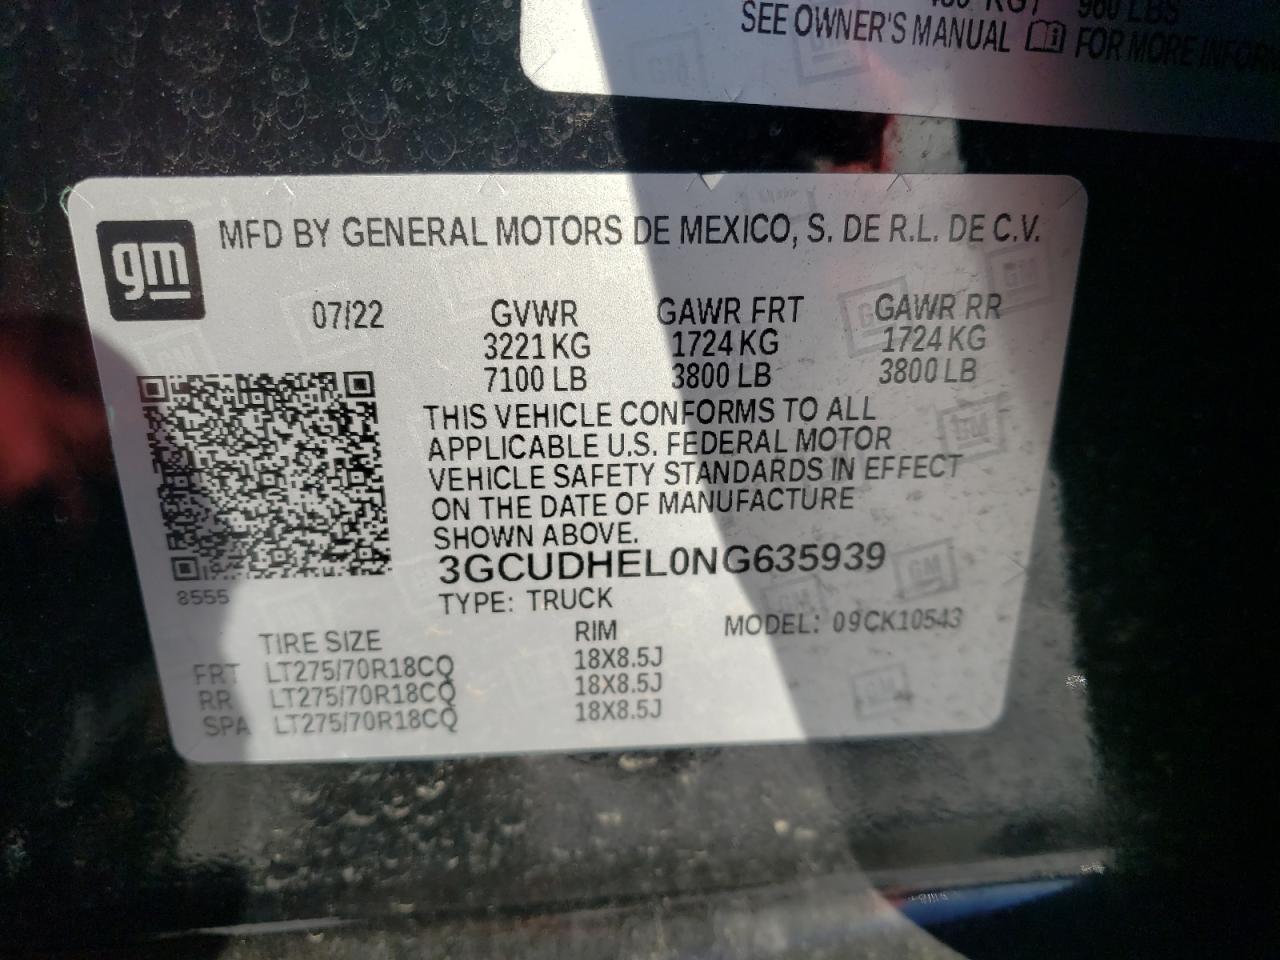 960 LBS
SEE OWNER'S MANUAL FOR MORE
gm
MFD BY GENERAL MOTORS DE MEXICO, S. DE R.L. DE C.V.
07/22 GVWR GAWR FRT GAWR RR
3221 KG 1724 KG 1724 KG
7100 LB 3800 LB 3800 LB
THIS VEHICLE CONFORMS TO ALL
APPLICABLE U.S. FEDERAL MOTOR
VEHICLE SAFETY STANDARDS IN EFFECT
ON THE DATE OF MANUFACTURE
SHOWN ABOVE.
3GCUDHEL0NG635939
8555
TYPE: TRUCK
MODEL: 09CK10543
TIRE SIZE RIM
FRT LT275/70R18CQ 18X8.5J
RR LT275/70R18CQ 18X8.5J
SPA LT275/70R18CQ 18X8.5J